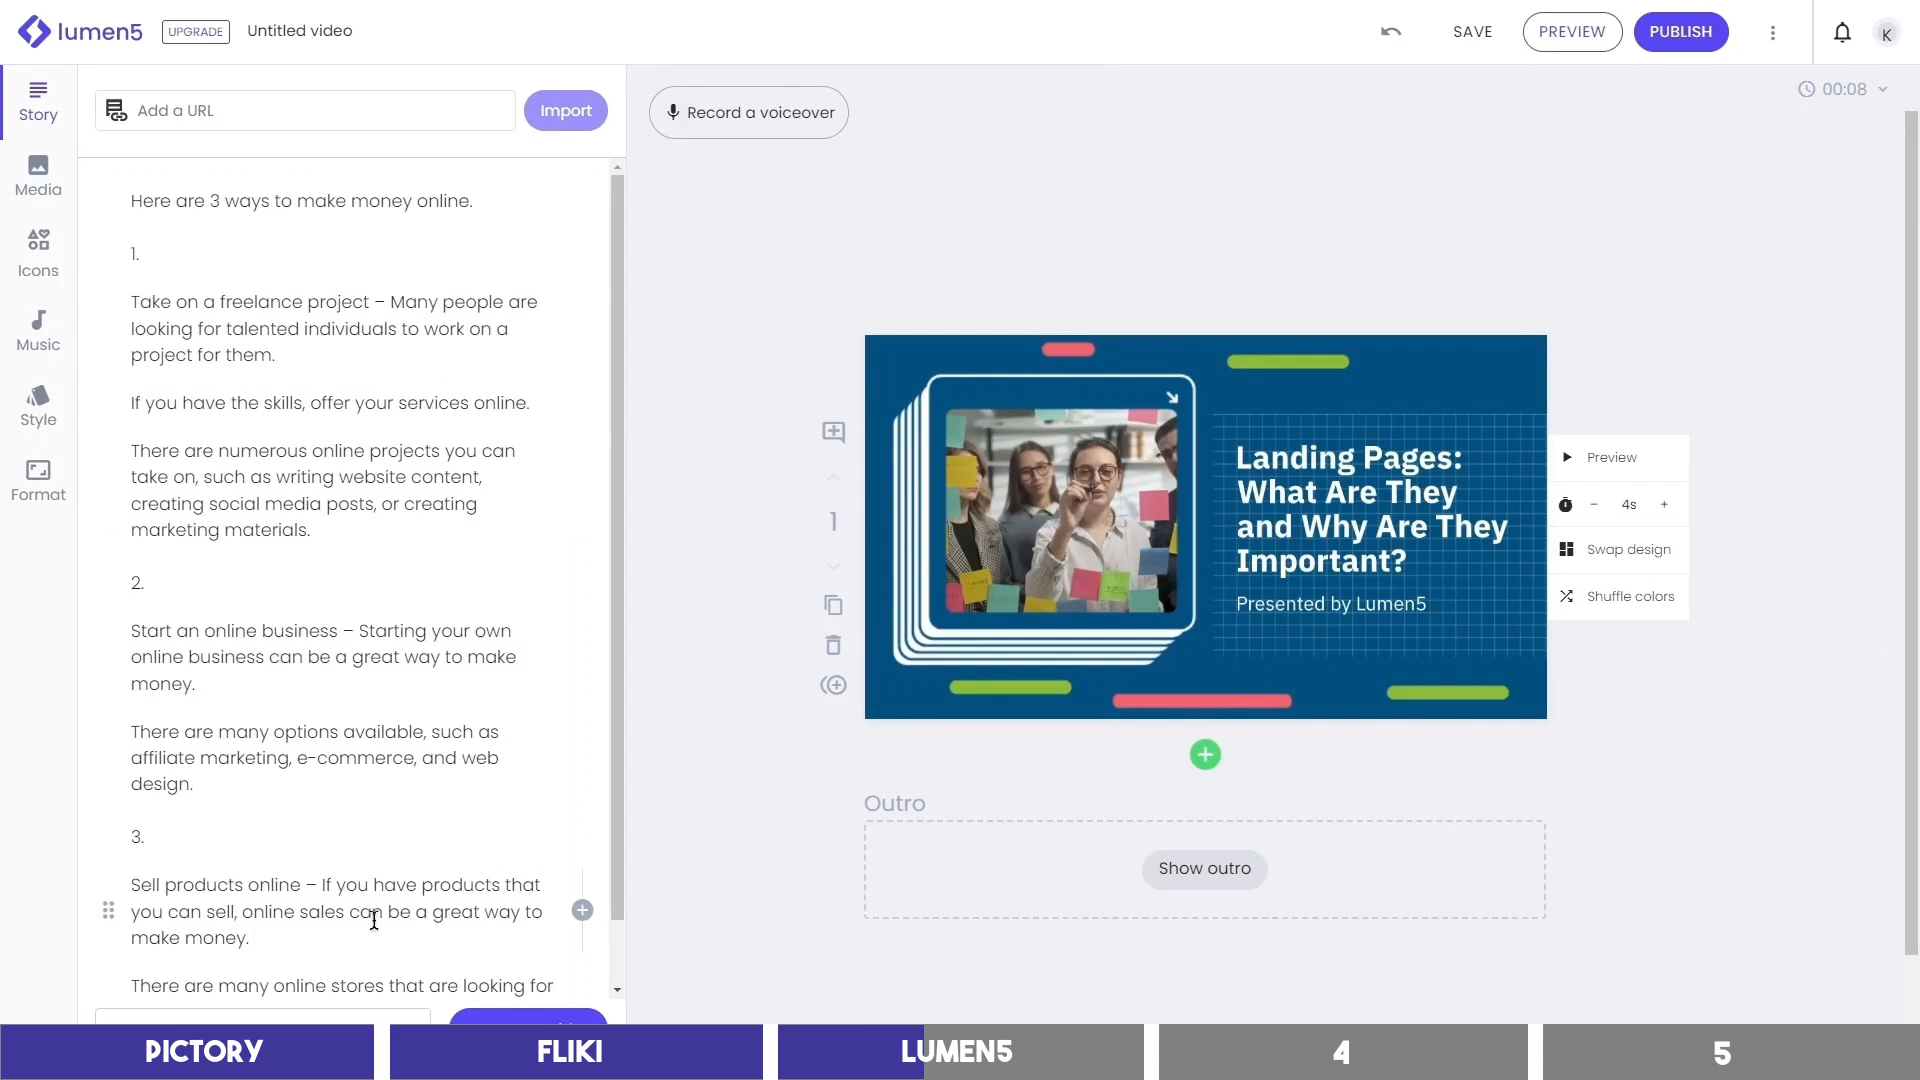 lumen5
UPGRADE
Untitled video
SAVE
PREVIEW
PUBLISH
K
Story
Media
Icons
Music
Style
Format
Add a URL
Import
Here are 3 ways to make money online.
1.
Take on a freelance project – Many people are
looking for talented individuals to work on a
project for them.
If you have the skills, offer your services online.
There are numerous online projects you can
take on, such as writing website content,
creating social media posts, or creating
marketing materials.
2.
Start an online business – Starting your own
online business can be a great way to make
money.
There are many options available, such as
affiliate marketing, e-commerce, and web
design.
3.
Sell products online – If you have products that
you can sell, online sales can be a great way to
make money.
There are many online stores that are looking for
Record a voiceover
00:08
1
Landing Pages:
What Are They
and Why Are They
Important?
Presented by Lumen5
Preview
– 4s +
Swap design
Shuffle colors
Outro
Show outro
PICTORY
FLIKI
LUMEN5
4
5